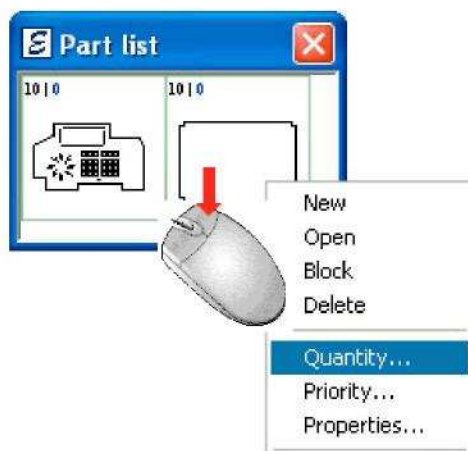 Part list
10 | 0
10 | 0
New
Open
Block
Delete
Quantity...
Priority...
Properties...